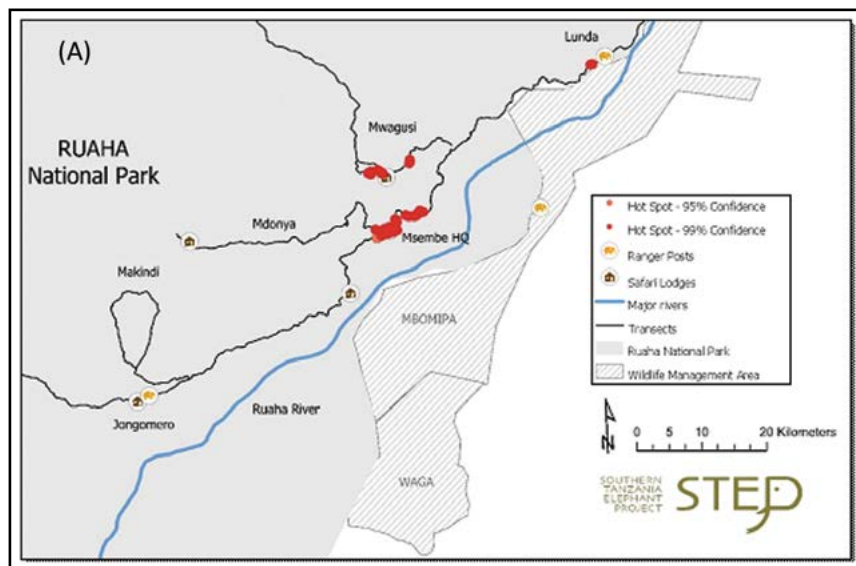 (A)
Lunda
Mwagusi
RUAHA
National Park
Mdonya
Msembe HQ
Makindi
MBOMIPA
Jongomero
Ruaha River
WAGA
Hot Spot - 95% Confidence
Hot Spot - 99% Confidence
Ranger Posts
Safari Lodges
Major rivers
Transects
Ruaha National Park
Wildlife Management Area
N
0 5 10 20 Kilometers
SOUTHERN
TANZANIA
ELEPHANT
PROJECT
STEP